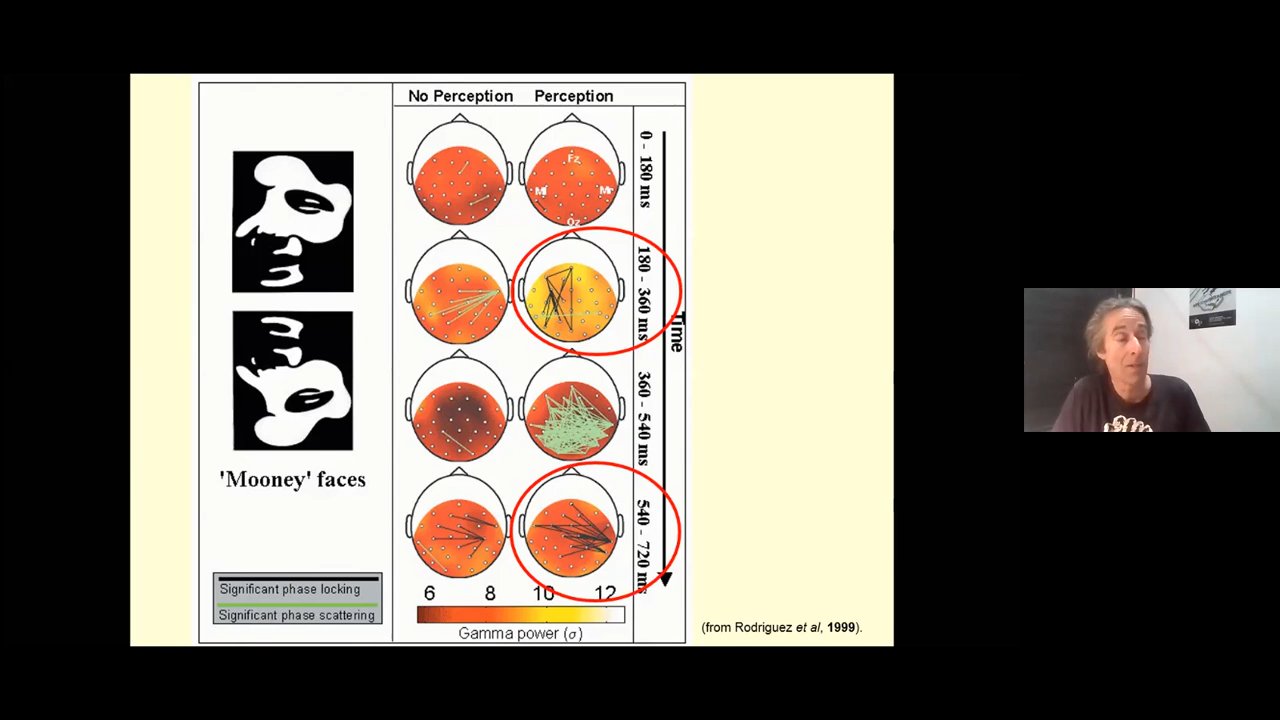 No Perception Perception
Fz
Ml Mr
Oz
0 - 180 ms
180 - 360 ms
360 - 540 ms
540 - 720 ms
Time
'Mooney' faces
Significant phase locking
Significant phase scattering
6 8 10 12
Gamma power (σ)
(from Rodriguez et al, 1999).